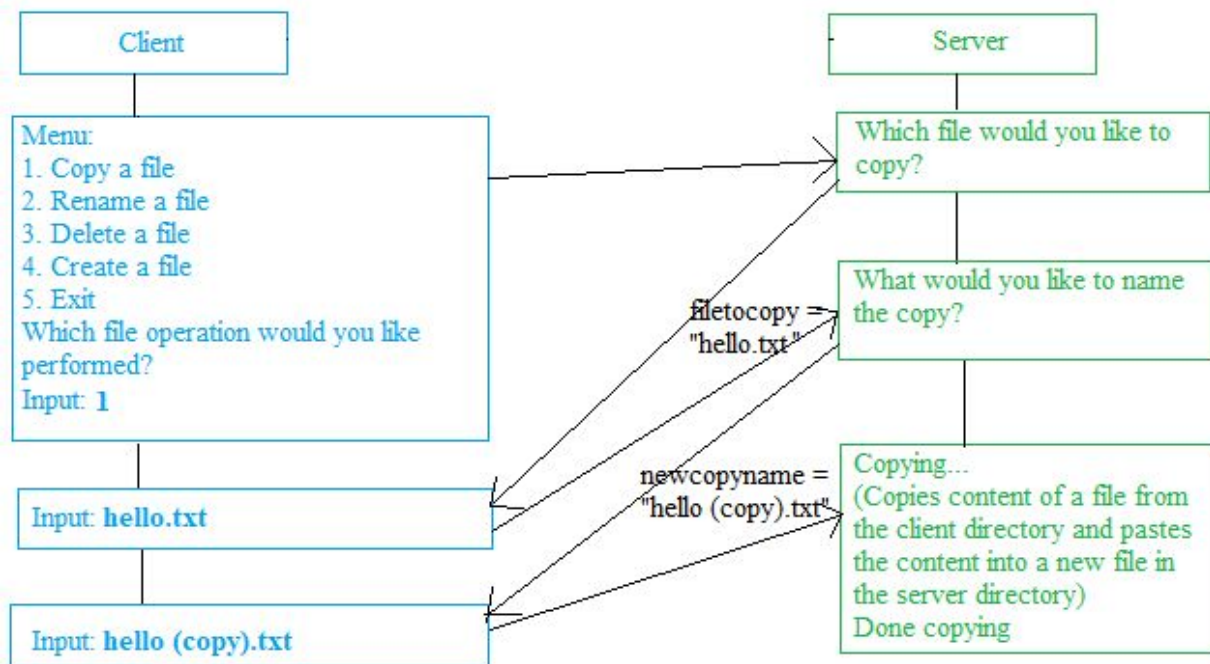 Client
Server
Menu:
1. Copy a file
2. Rename a file
3. Delete a file
4. Create a file
5. Exit
Which file operation would you like
performed?
Input: 1
Which file would you like to
copy?
filetocopy =
"hello.txt"
What would you like to name
the copy?
Input: hello.txt
newcopyname =
"hello (copy).txt"
Input: hello (copy).txt
Copying...
(Copies content of a file from
the client directory and pastes
the content into a new file in
the server directory)
Done copying